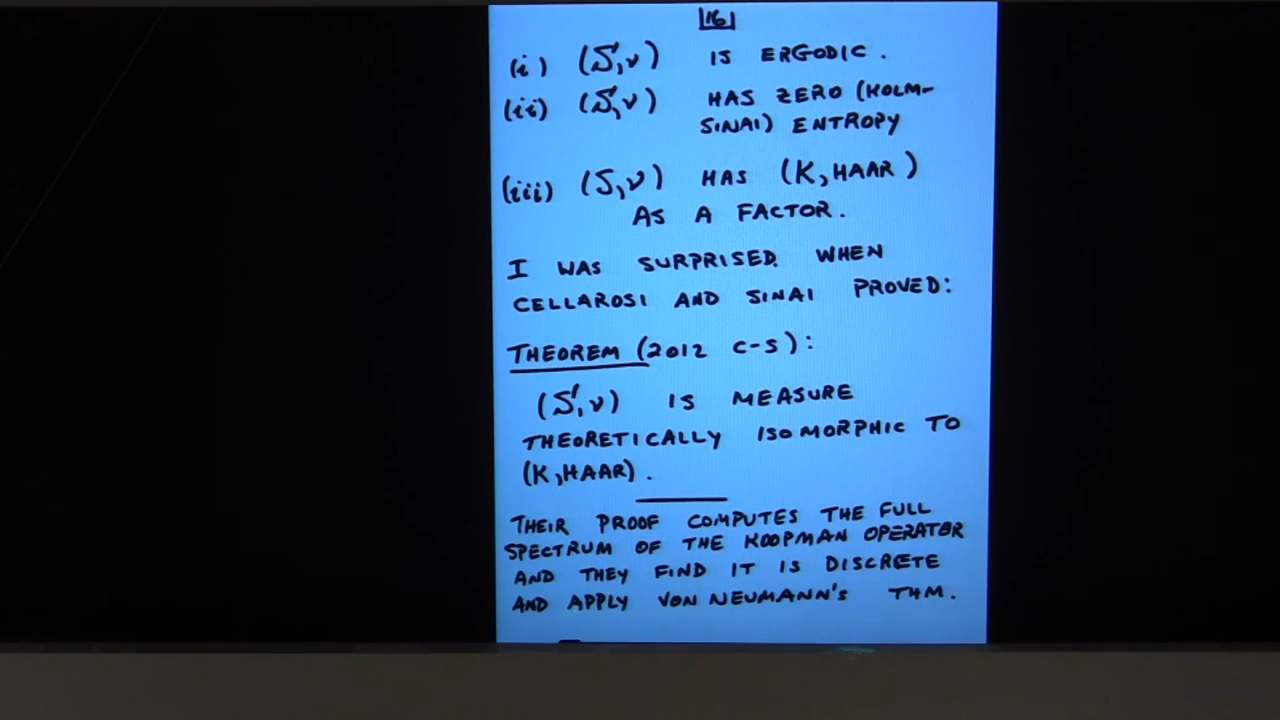 16
(i) (S, ν) IS ERGODIC.
(ii) (S, ν) HAS ZERO (KOLM-
SINAI) ENTROPY
(iii) (S, ν) HAS (K, HAAR)
AS A FACTOR.
I WAS SURPRISED WHEN
CELLAROSI AND SINAI PROVED:
THEOREM (2012 C-S):
(S, ν) IS MEASURE
THEORETICALLY ISOMORPHIC TO
(K, HAAR).
THEIR PROOF COMPUTES THE FULL
SPECTRUM OF THE KOOPMAN OPERATOR
AND THEY FIND IT IS DISCRETE
AND APPLY VON NEUMANN'S THM.